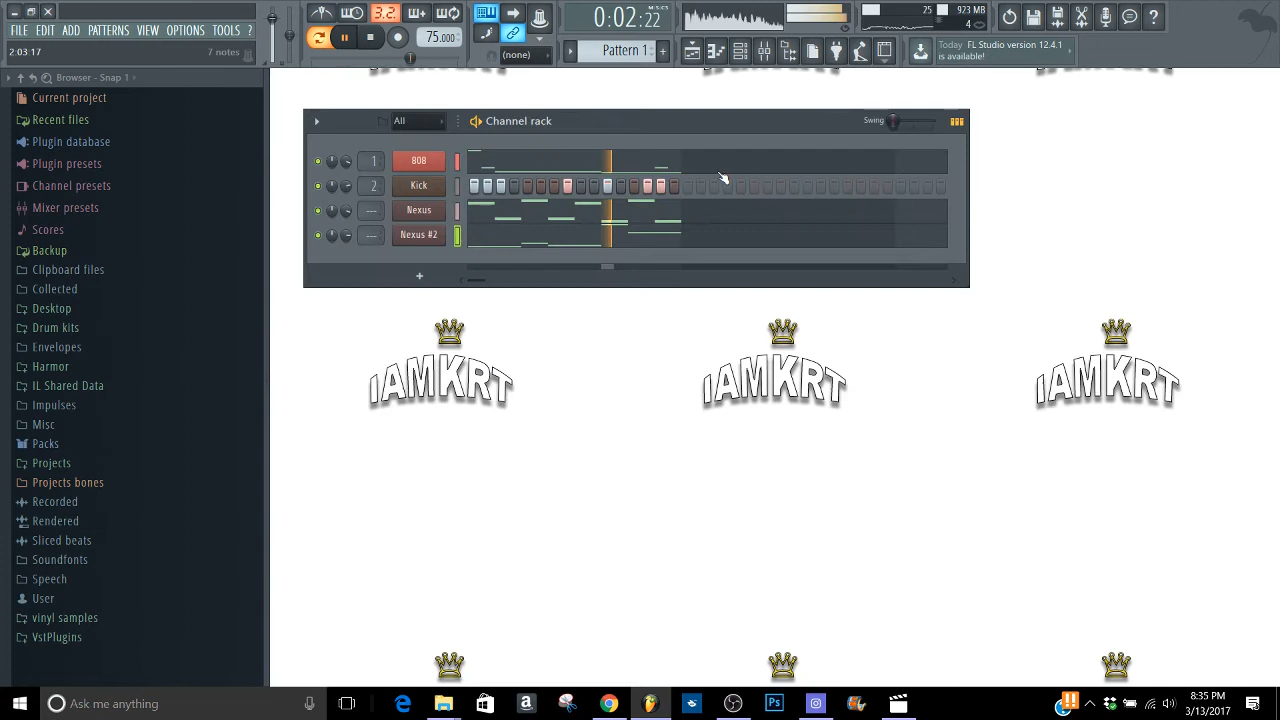 FILE EDIT ADD PATTERNS VIEW OPTIONS TOOLS ?
2:03:17 7 notes
3.2.
75.000
0:02:22
M:S:CS
(none)
Pattern 1
25 923 MB
4
Today FL Studio version 12.4.1
is available!
Browser - Snap 1
Current project
Recent files
Plugin database
Plugin presets
Channel presets
Mixer presets
Scores
Backup
Clipboard files
Collected
Desktop
Drum kits
Envelopes
Harmor
IL Shared Data
Impulses
Misc
Packs
Projects
Projects bones
Recorded
Rendered
Sliced beats
Soundfonts
Speech
User
vinyl samples
VstPlugins
All Channel rack Swing
1 808
2 Kick
--- Nexus
--- Nexus #2
+
IAMKRT IAMKRT IAMKRT
Ask me anything
8:35 PM
3/13/2017